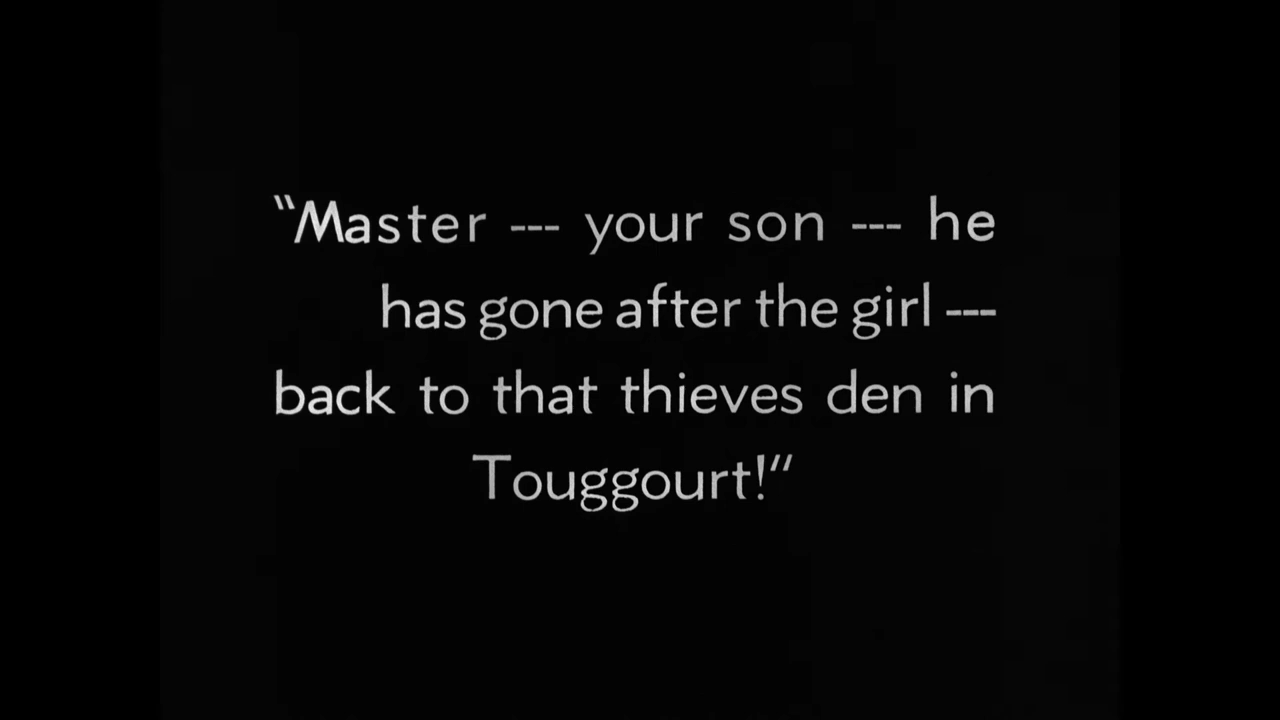 “Master --- your son --- he
has gone after the girl ---
back to that thieves den in
Touggourt!”